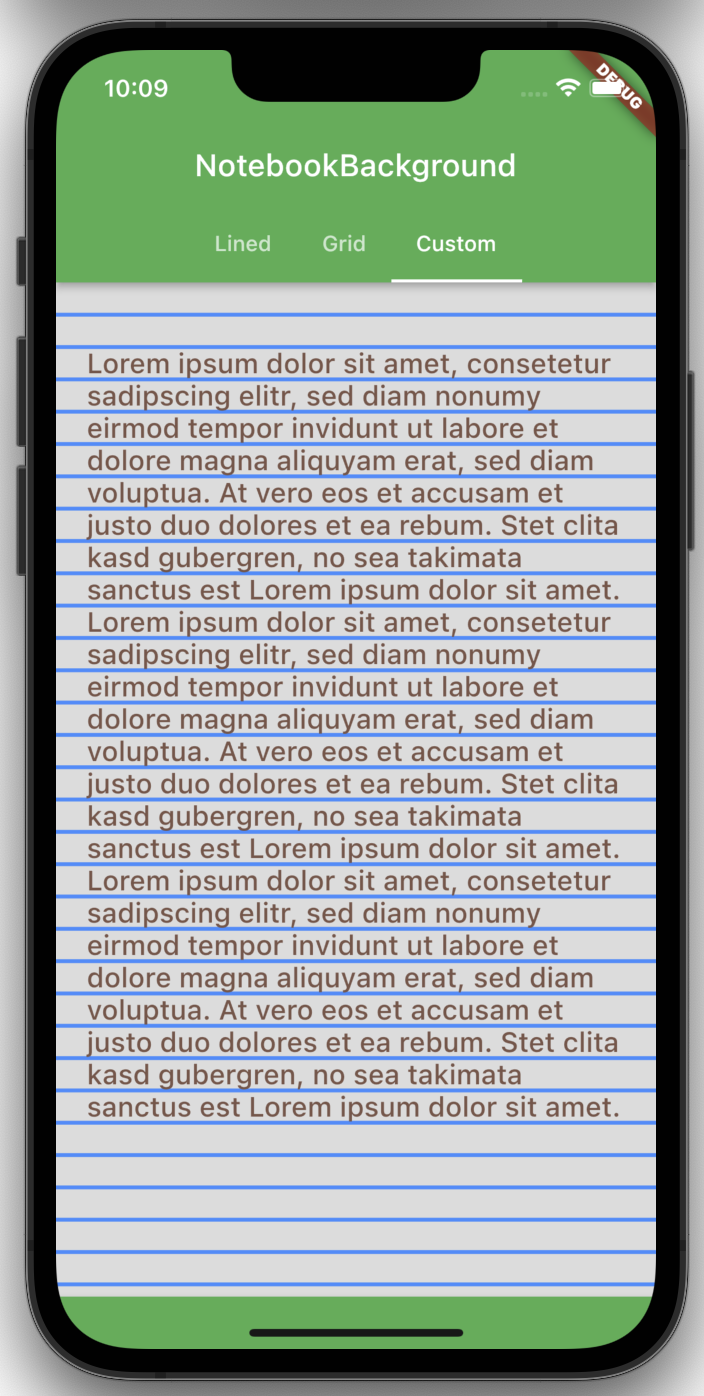 10:09
DEBUG
NotebookBackground
Lined Grid Custom
Lorem ipsum dolor sit amet, consetetur
sadipscing elitr, sed diam nonumy
eirmod tempor invidunt ut labore et
dolore magna aliquyam erat, sed diam
voluptua. At vero eos et accusam et
justo duo dolores et ea rebum. Stet clita
kasd gubergren, no sea takimata
sanctus est Lorem ipsum dolor sit amet.
Lorem ipsum dolor sit amet, consetetur
sadipscing elitr, sed diam nonumy
eirmod tempor invidunt ut labore et
dolore magna aliquyam erat, sed diam
voluptua. At vero eos et accusam et
justo duo dolores et ea rebum. Stet clita
kasd gubergren, no sea takimata
sanctus est Lorem ipsum dolor sit amet.
Lorem ipsum dolor sit amet, consetetur
sadipscing elitr, sed diam nonumy
eirmod tempor invidunt ut labore et
dolore magna aliquyam erat, sed diam
voluptua. At vero eos et accusam et
justo duo dolores et ea rebum. Stet clita
kasd gubergren, no sea takimata
sanctus est Lorem ipsum dolor sit amet.